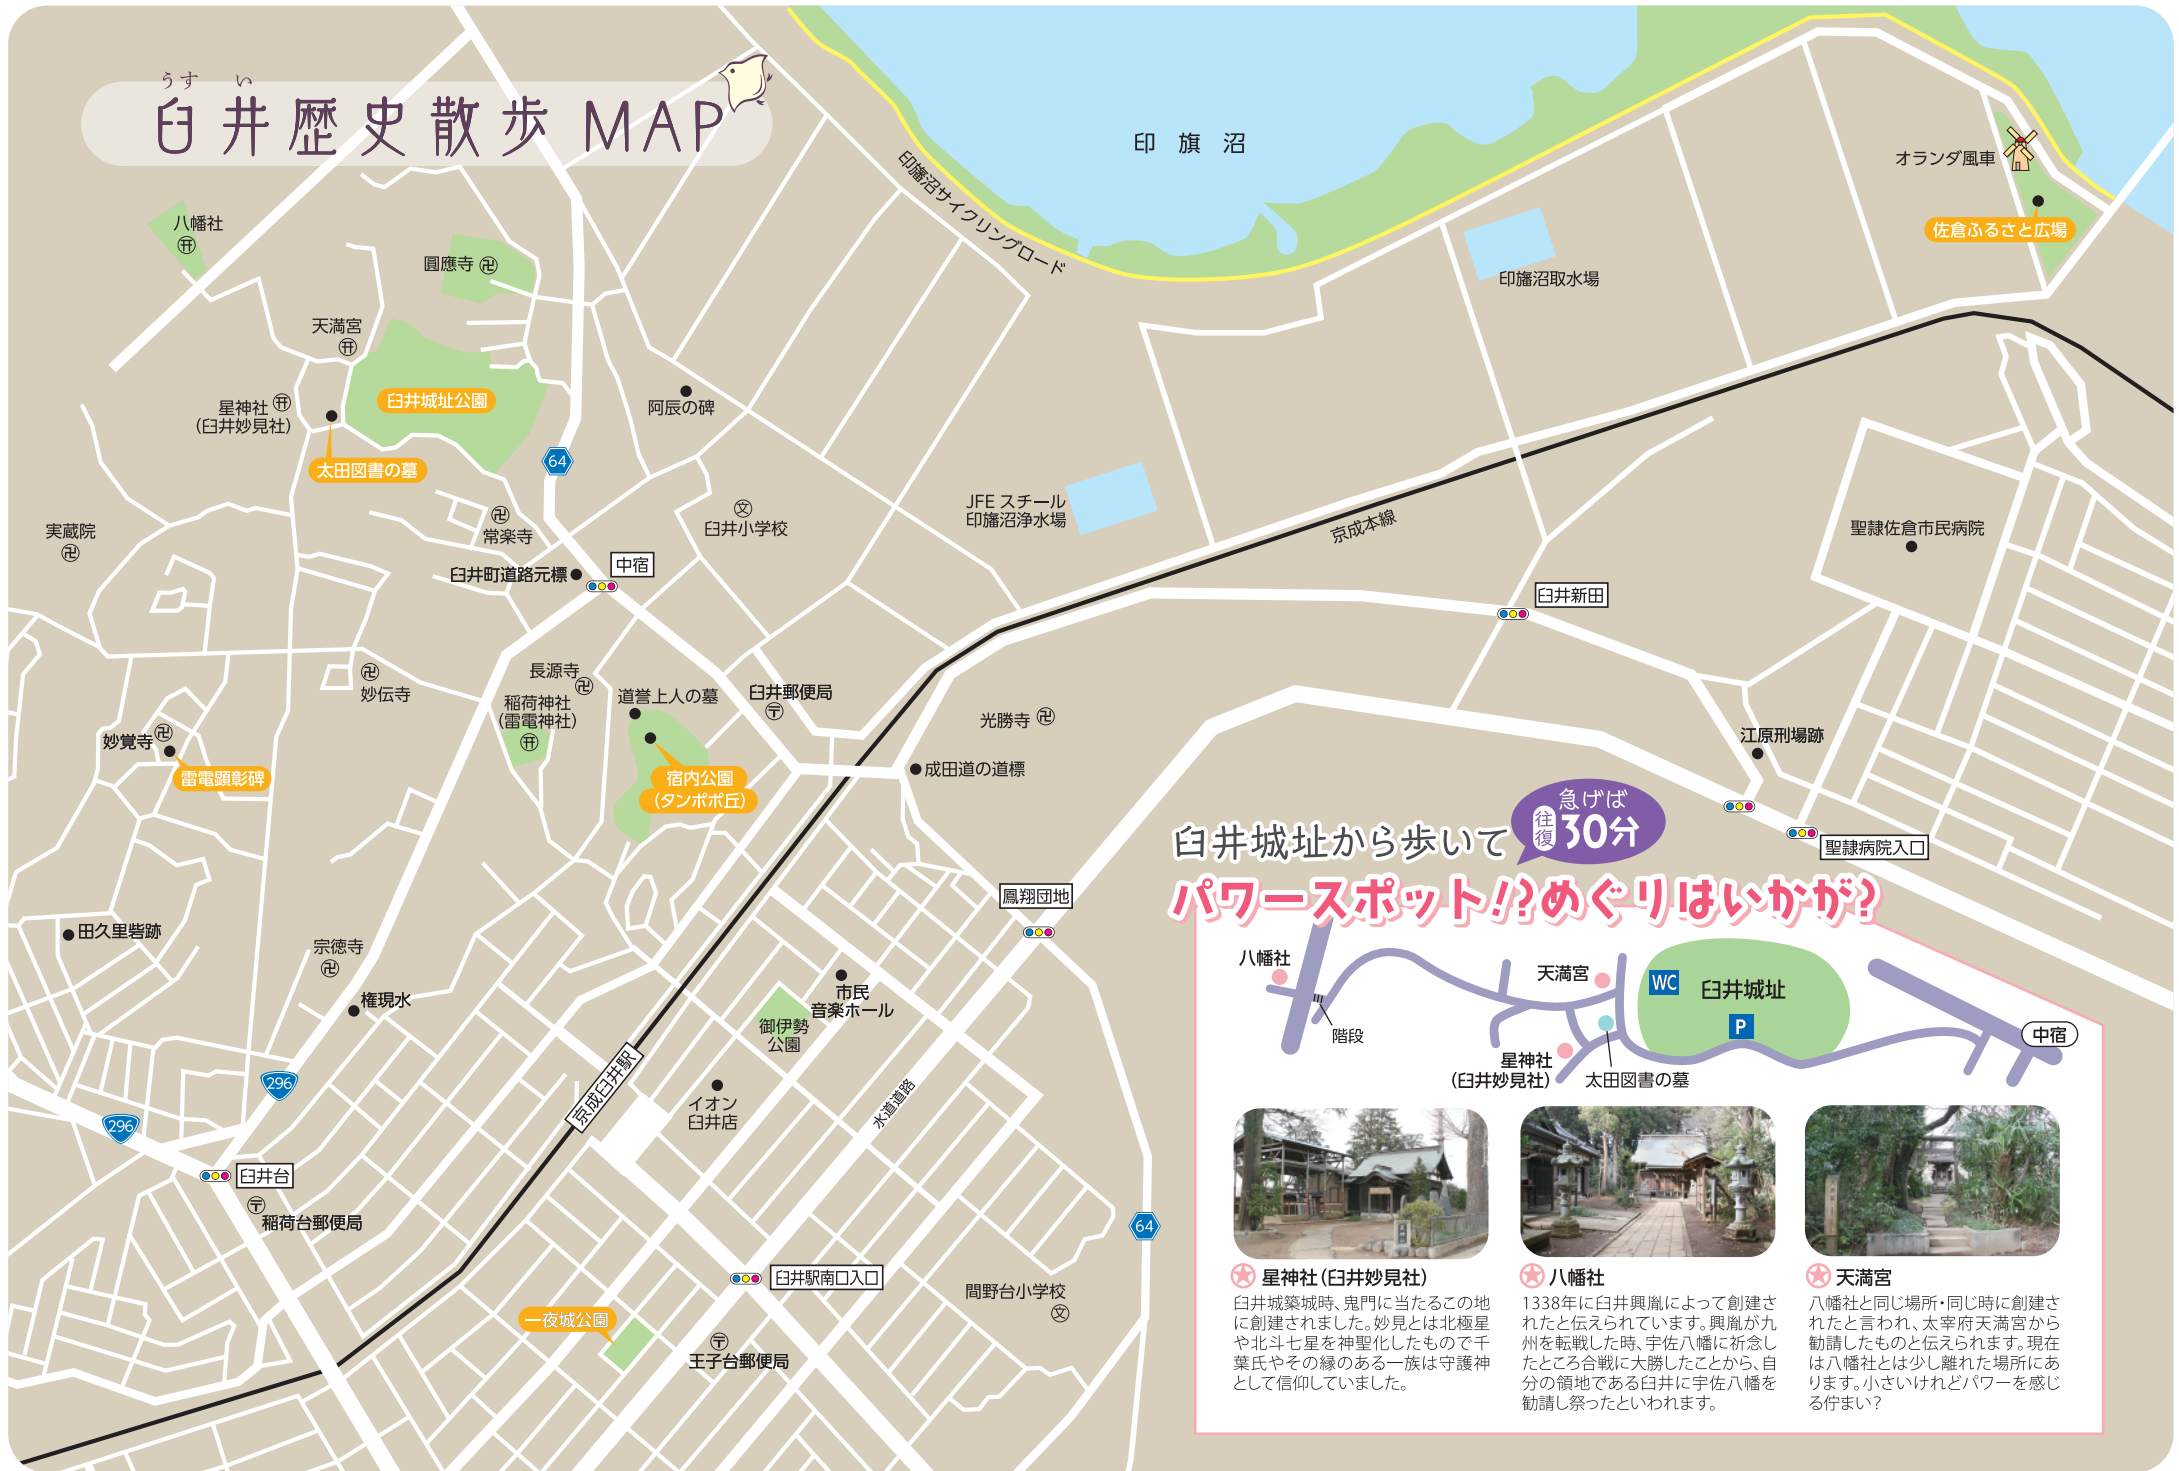 うす い
臼井歴史散歩MAP
印旗沼
オランダ風車
佐倉ふるさと広場
印旛沼サイクリングロード
印旛沼取水場
八幡社
圓應寺
天満宮
臼井城址公園
星神社
(臼井妙見社)
太田図書の墓
阿辰の碑
64
文
臼井小学校
JFE スチール
印旛沼浄水場
京成本線
聖隷佐倉市民病院
実蔵院
常楽寺
臼井町道路元標
中宿
臼井新田
妙伝寺
長源寺
稲荷神社
(雷電神社)
道誉上人の墓
臼井郵便局
光勝寺
妙覚寺
雷電顕彰碑
宿内公園
(タンポポ丘)
成田道の道標
江原刑場跡
聖隷病院入口
鳳翔団地
田久里砦跡
宗徳寺
権現水
市民
音楽ホール
御伊勢
公園
296
296
京成臼井駅
イオン
臼井店
水道道路
臼井台
稲荷台郵便局
64
臼井駅南口入口
間野台小学校
文
一夜城公園
王子台郵便局
臼井城址から歩いて
急げば
往復
30分
パワースポット!?めぐりはいかが?
八幡社
階段
天満宮
WC
臼井城址
P
中宿
星神社
(臼井妙見社)
太田図書の墓
星神社(臼井妙見社)
臼井城築城時、鬼門に当たるこの地
に創建されました。妙見とは北極星
や北斗七星を神聖化したもので千
葉氏やその縁のある一族は守護神
として信仰していました。
八幡社
1338年に臼井興胤によって創建さ
れたと伝えられています。興胤が九
州を転戦した時、宇佐八幡に祈念し
たところ合戦に大勝したことから、自
分の領地である臼井に宇佐八幡を
勧請し祭ったといわれます。
天満宮
八幡社と同じ場所・同じ時に創建さ
れたと言われ、太宰府天満宮から
勧請したものと伝えられます。現在
は八幡社とは少し離れた場所にあ
ります。小さいけれどパワーを感じ
る佇まい?